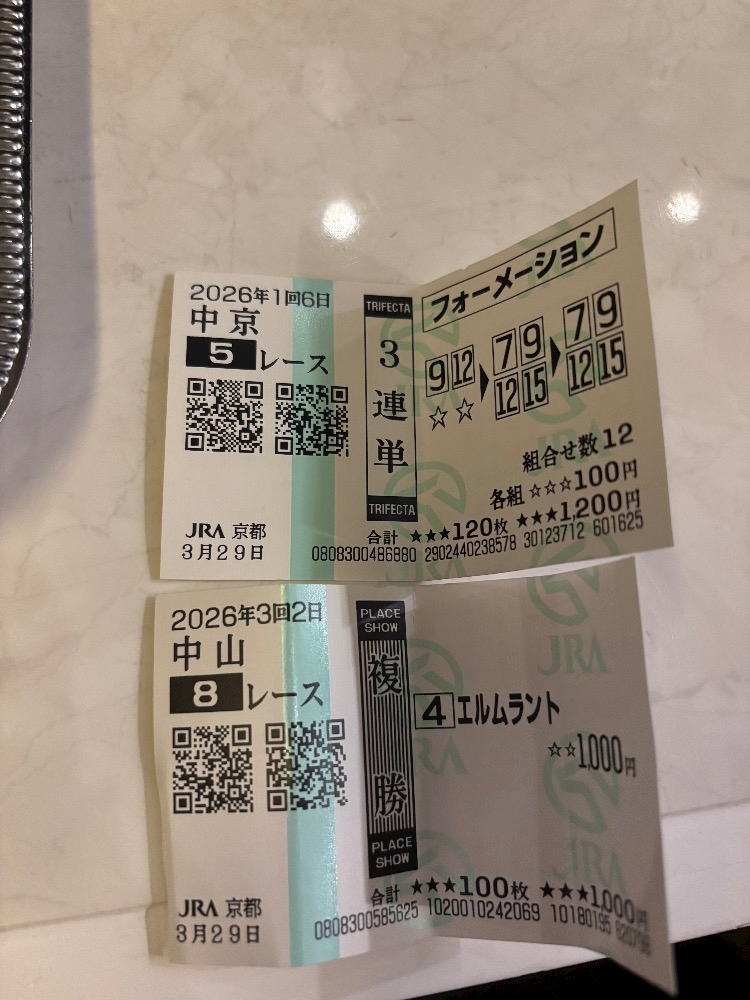 2026年1回6日
中京
5レース
JRA 京都
3月29日
TRIFECTA
3連単
TRIFECTA
フォーメーション
9 12 ▶ 7 9 12 15 ▶ 7 9 12 15
☆☆
組合せ数12
各組 ☆☆☆100円
合計 ★★★120枚 ★★★1,200円
0808300486880 2902440238578 30123712 601625
2026年3回2日
中山
8レース
JRA 京都
3月29日
PLACE
SHOW
複勝
PLACE
SHOW
4エルムラント
☆☆1,000円
JRA
合計 ★★★100枚 ★★★1,000円
0808300585625 1020010242069 10180195